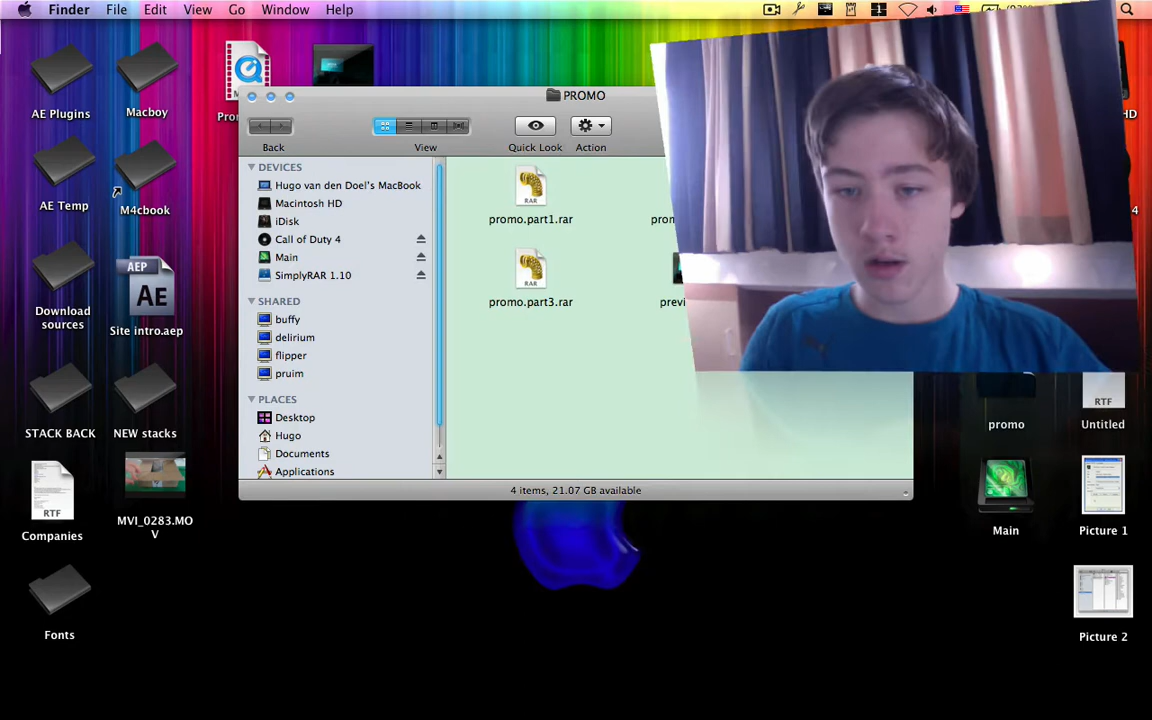 Finder File Edit View Go Window Help
PROMO
Back View Quick Look Action
DEVICES
Hugo van den Doel's MacBook
Macintosh HD
iDisk
Call of Duty 4
Main
SimplyRAR 1.10
SHARED
buffy
delirium
flipper
pruim
PLACES
Desktop
Hugo
Documents
Applications
promo.part1.rar
promo.part3.rar
previ
4 items, 21.07 GB available
AE Plugins
Macboy
AE Temp
M4cbook
Download
sources
AEP
Ae
Site intro.aep
STACK BACK
NEW stacks
RTF
Companies
MVI_0283.MO
V
Fonts
HD
4
promo
RTF
Untitled
Main
Picture 1
Picture 2
RAR
RAR